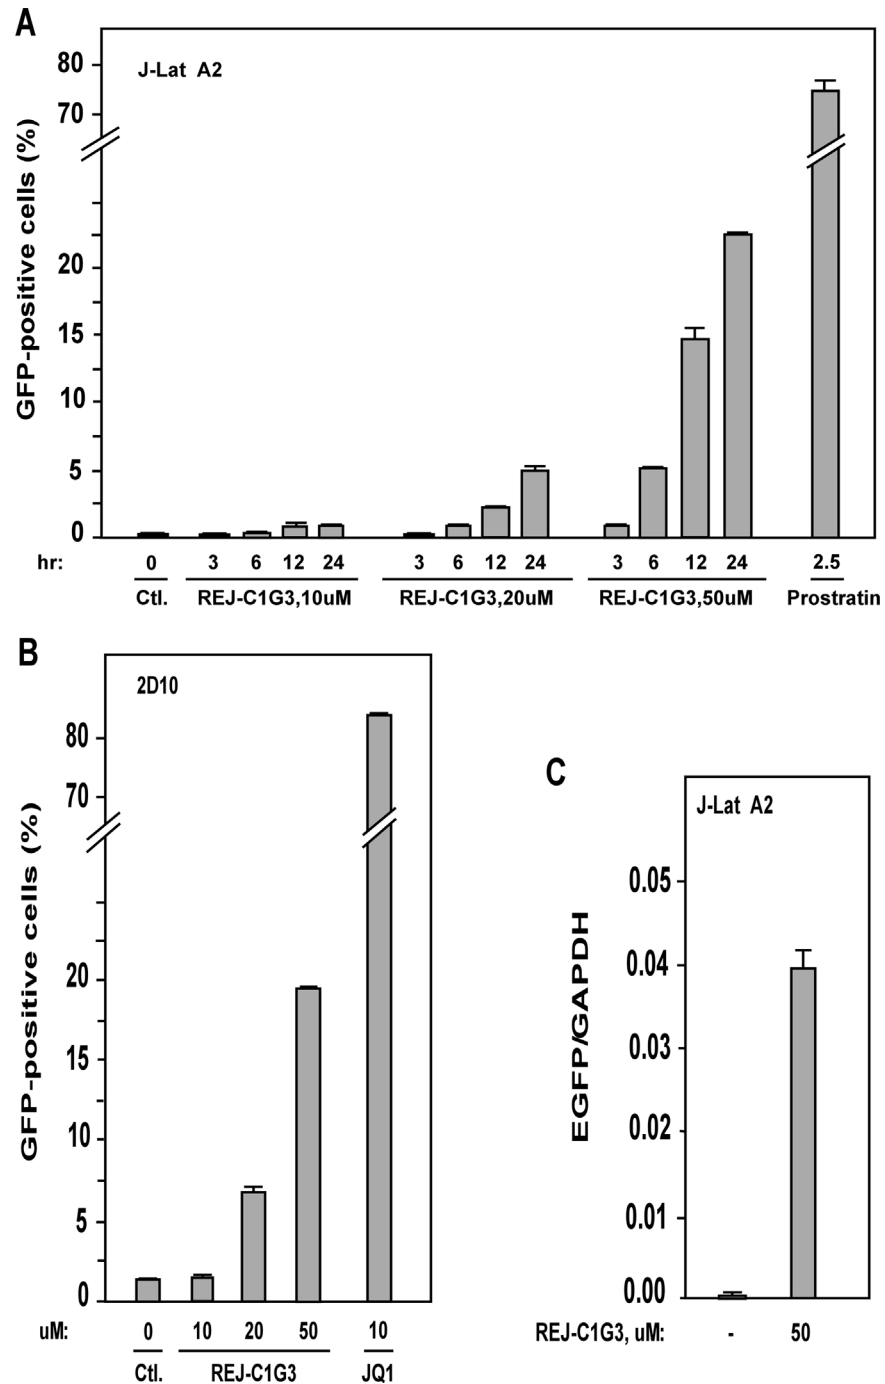 A
J-Lat A2
GFP-positive cells (%)
80
70
20
15
10
5
0
hr: 0 3 6 12 24 3 6 12 24 3 6 12 24 2.5
Ctl. REJ-C1G3,10uM REJ-C1G3,20uM REJ-C1G3,50uM Prostratin
B
2D10
GFP-positive cells (%)
80
70
20
15
10
5
0
uM: 0 10 20 50 10
Ctl. REJ-C1G3 JQ1
C
J-Lat A2
EGFP/GAPDH
0.05
0.04
0.03
0.02
0.01
0.00
REJ-C1G3, uM: - 50